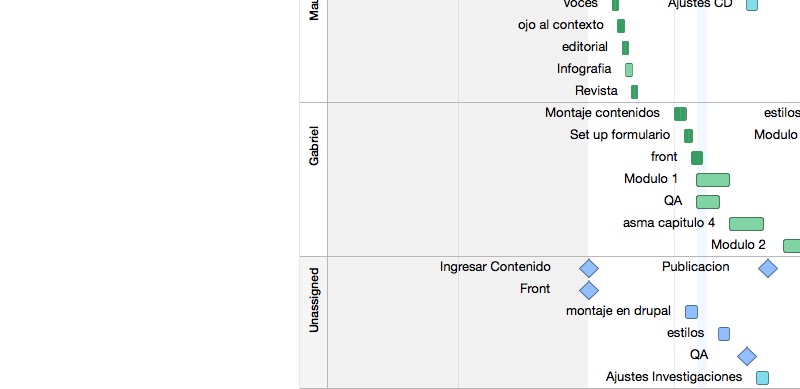 voces
Ajustes CD
ojo al contexto
editorial
Infografia
Revista
Gabriel
Montaje contenidos
Set up formulario
front
Modulo 1
QA
asma capitulo 4
Modulo 2
Unassigned
Ingresar Contenido
Publicacion
Front
montaje en drupal
estilos
QA
Ajustes Investigaciones
estilos
Modulo